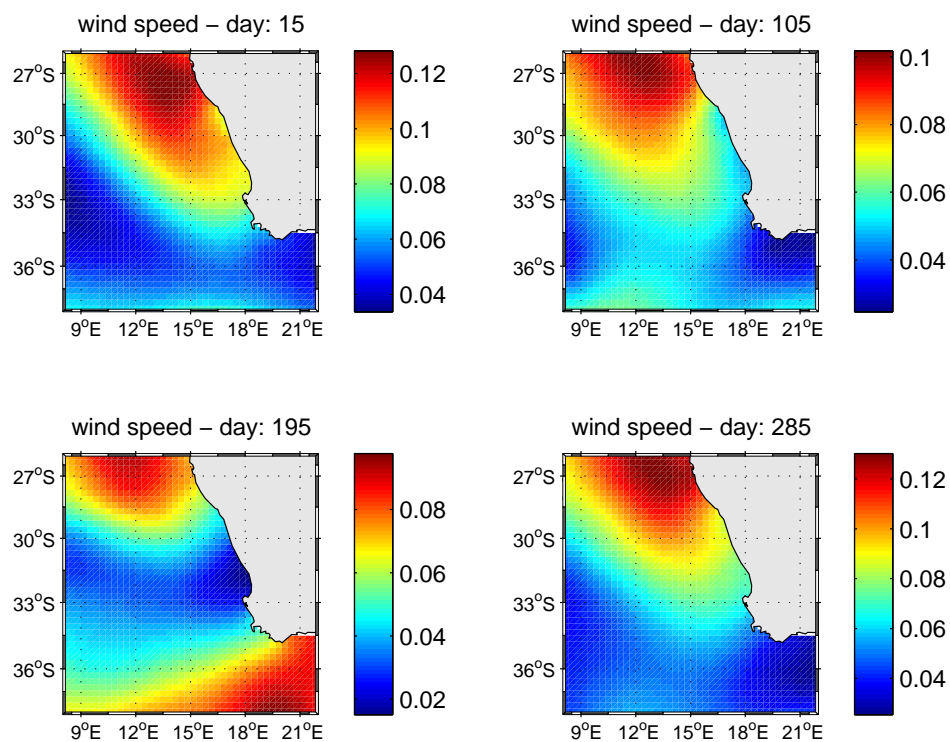 wind speed − day: 15
27°S
30°S
33°S
36°S
9°E 12°E 15°E 18°E 21°E
0.12
0.1
0.08
0.06
0.04
wind speed − day: 105
27°S
30°S
33°S
36°S
9°E 12°E 15°E 18°E 21°E
0.1
0.08
0.06
0.04
wind speed − day: 195
27°S
30°S
33°S
36°S
9°E 12°E 15°E 18°E 21°E
0.08
0.06
0.04
0.02
wind speed − day: 285
27°S
30°S
33°S
36°S
9°E 12°E 15°E 18°E 21°E
0.12
0.1
0.08
0.06
0.04